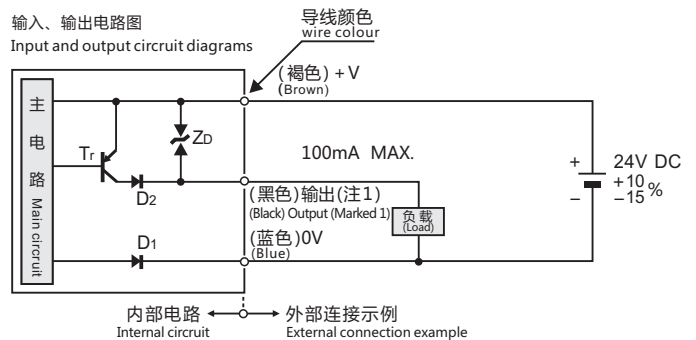 输入、输出电路图
Input and output circruit diagrams
导线颜色
wire colour
(褐色) + V
(Brown)
主电路 Main circruit
Tr
ZD
D2
100mA MAX.
(黑色)输出(注1)
(Black) Output (Marked 1)
负载
(Load)
+
−
24V DC
+10
−15 %
D1
(蓝色)0V
(Blue)
内部电路
Internal circruit
外部连接示例
External connection example